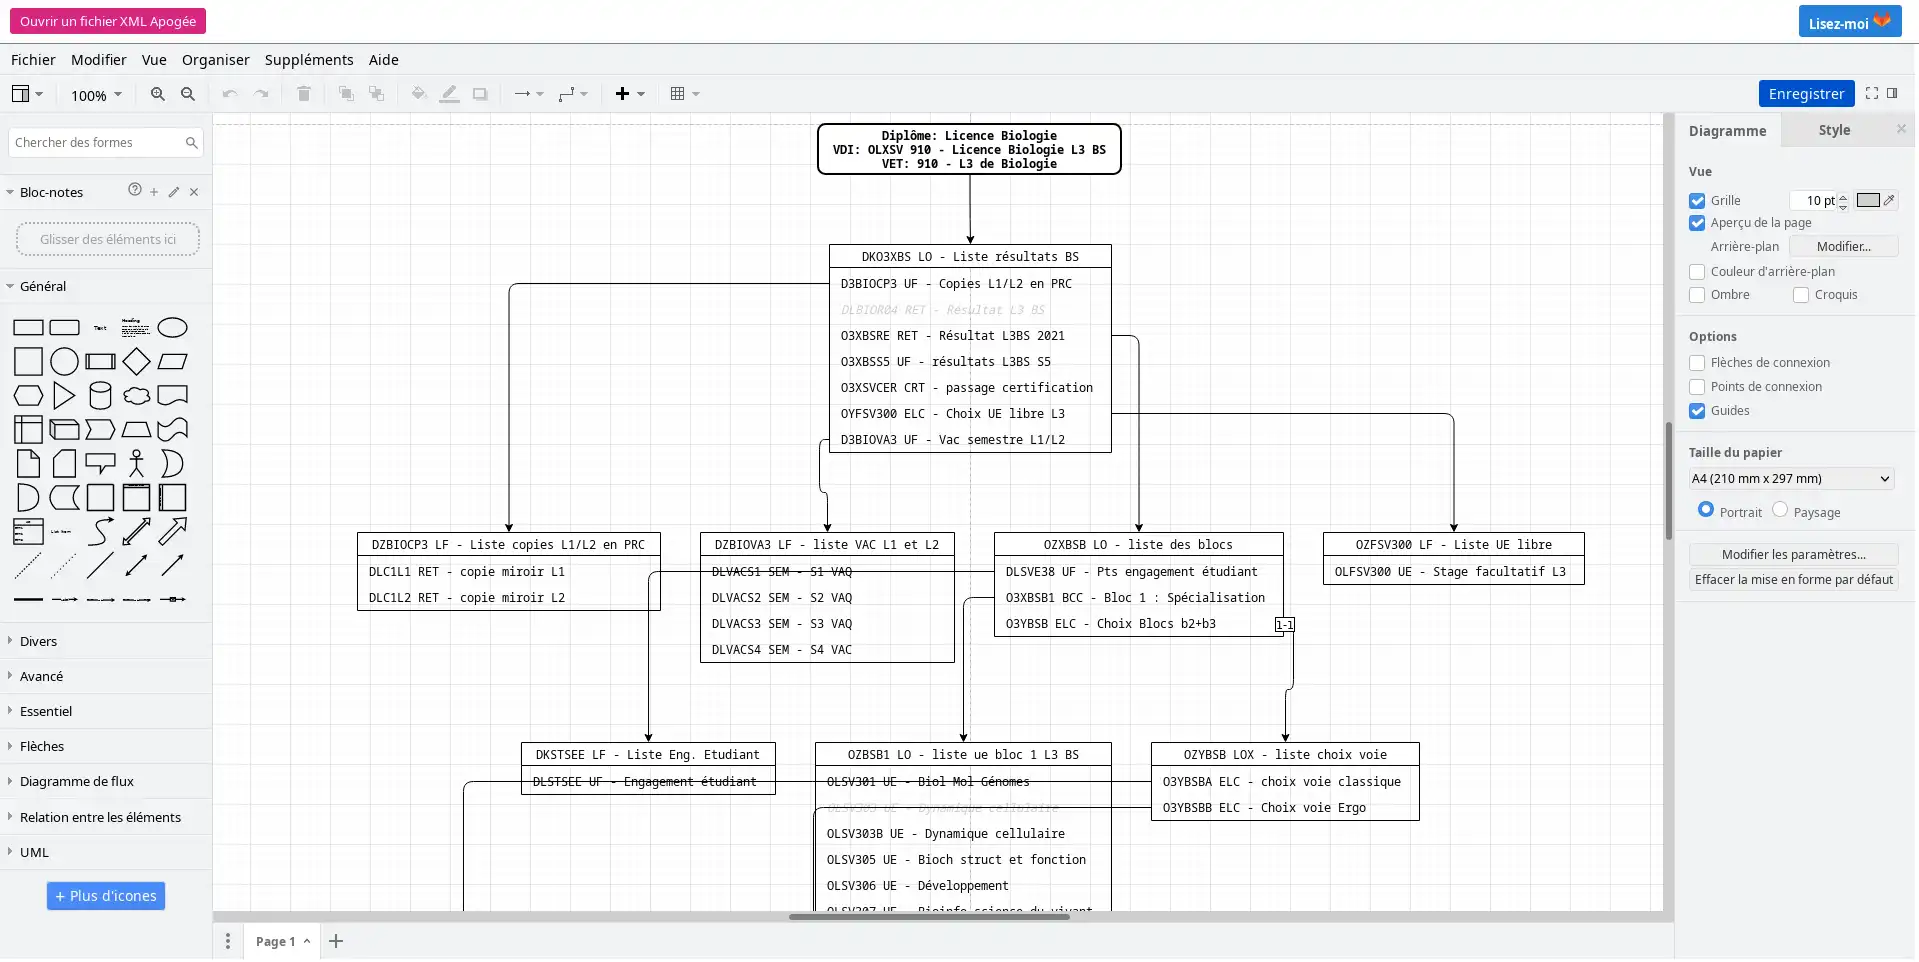 Ouvrir un fichier XML Apogée
Lisez-moi
Fichier Modifier Vue Organiser Suppléments Aide
100%
Enregistrer
Chercher des formes
Bloc-notes
Glisser des éléments ici
Général
Text
Heading
Divers
Avancé
Essentiel
Flèches
Diagramme de flux
Relation entre les éléments
UML
+ Plus d'icones
Diplôme: Licence Biologie
VDI: OLXSV 910 - Licence Biologie L3 BS
VET: 910 - L3 de Biologie
DKO3XBS LO - Liste résultats BS
D3BIOCP3 UF - Copies L1/L2 en PRC
DLBIOR04 RET - Résultat L3 BS
O3XBSRE RET - Résultat L3BS 2021
O3XBSS5 UF - résultats L3BS S5
O3XSVCER CRT - passage certification
OYFSV300 ELC - Choix UE libre L3
D3BIOVA3 UF - Vac semestre L1/L2
DZBIOCP3 LF - Liste copies L1/L2 en PRC
DLC1L1 RET - copie miroir L1
DLC1L2 RET - copie miroir L2
DZBIOVA3 LF - liste VAC L1 et L2
DLVACS1 SEM - S1 VAQ
DLVACS2 SEM - S2 VAQ
DLVACS3 SEM - S3 VAQ
DLVACS4 SEM - S4 VAC
OZXBSB LO - liste des blocs
DLSVE38 UF - Pts engagement étudiant
O3XBSB1 BCC - Bloc 1 : Spécialisation
O3YBSB ELC - Choix Blocs b2+b3
1-1
OZFSV300 LF - Liste UE libre
OLFSV300 UE - Stage facultatif L3
DKSTSEE LF - Liste Eng. Etudiant
DLSTSEE UF - Engagement étudiant
OZBSB1 LO - liste ue bloc 1 L3 BS
OLSV301 UE - Biol Mol Génomes
OLSV303 UE - Dynamique cellulaire
OLSV303B UE - Dynamique cellulaire
OLSV305 UE - Bioch struct et fonction
OLSV306 UE - Développement
OLSV307 UE - Bioinfo science du vivant
OZYBSB LOX - liste choix voie
O3YBSBA ELC - choix voie classique
O3YBSBB ELC - Choix voie Ergo
Page 1
Diagramme Style
Vue
Grille 10 pt
Aperçu de la page
Arrière-plan Modifier...
Couleur d'arrière-plan
Ombre Croquis
Options
Flèches de connexion
Points de connexion
Guides
Taille du papier
A4 (210 mm x 297 mm)
Portrait Paysage
Modifier les paramètres...
Effacer la mise en forme par défaut